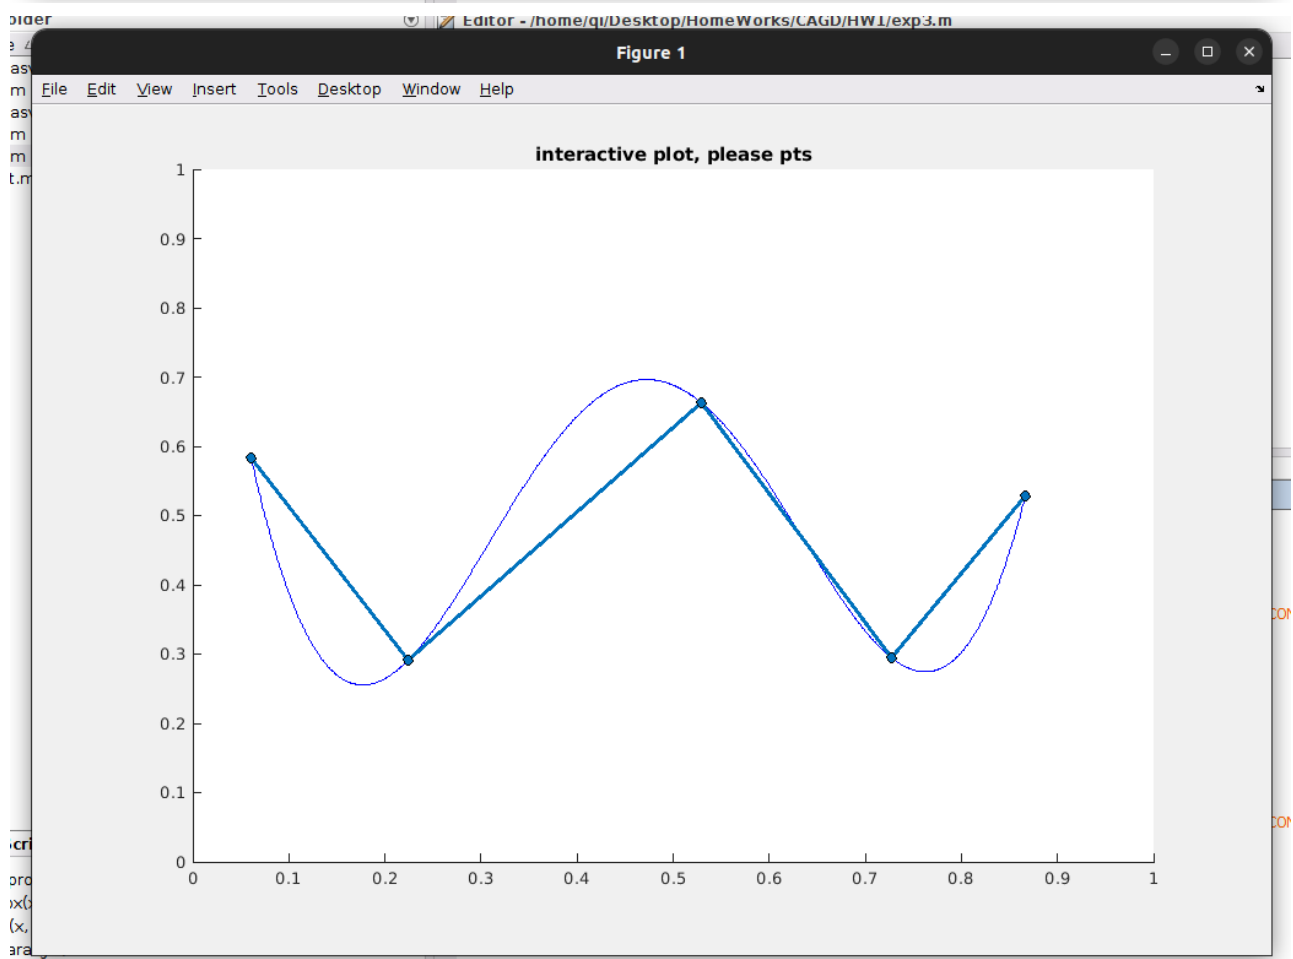 Editor - /home/qi/Desktop/HomeWorks/CAGD/HW1/exp3.m
Figure 1
File Edit View Insert Tools Desktop Window Help
interactive plot, please pts
1
0.9
0.8
0.7
0.6
0.5
0.4
0.3
0.2
0.1
0
0 0.1 0.2 0.3 0.4 0.5 0.6 0.7 0.8 0.9 1